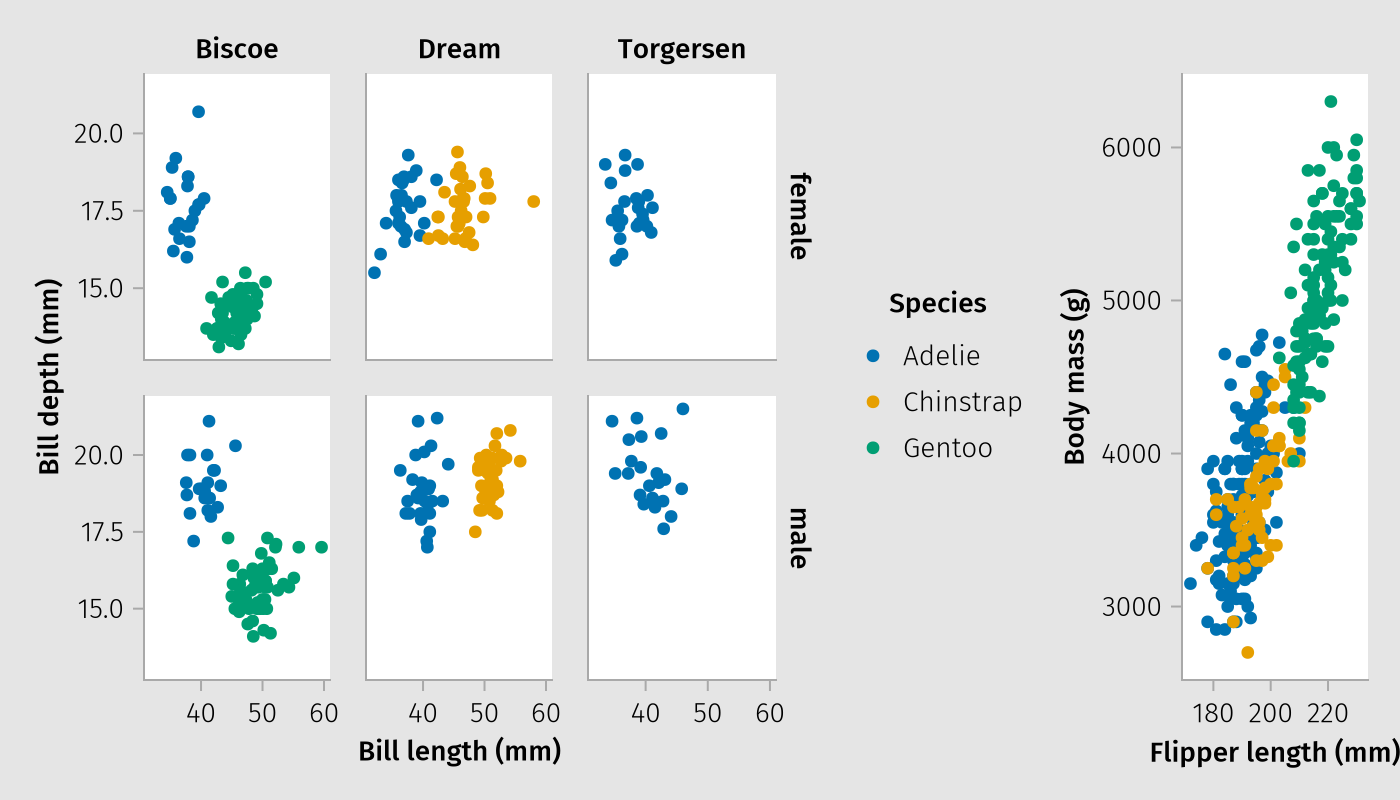 Biscoe Dream Torgersen
Bill depth (mm)
20.0
17.5
15.0
female
20.0
17.5
15.0
male
40 50 60 40 50 60 40 50 60
Bill length (mm)
Species
Adelie
Chinstrap
Gentoo
Body mass (g)
6000
5000
4000
3000
180 200 220
Flipper length (mm)